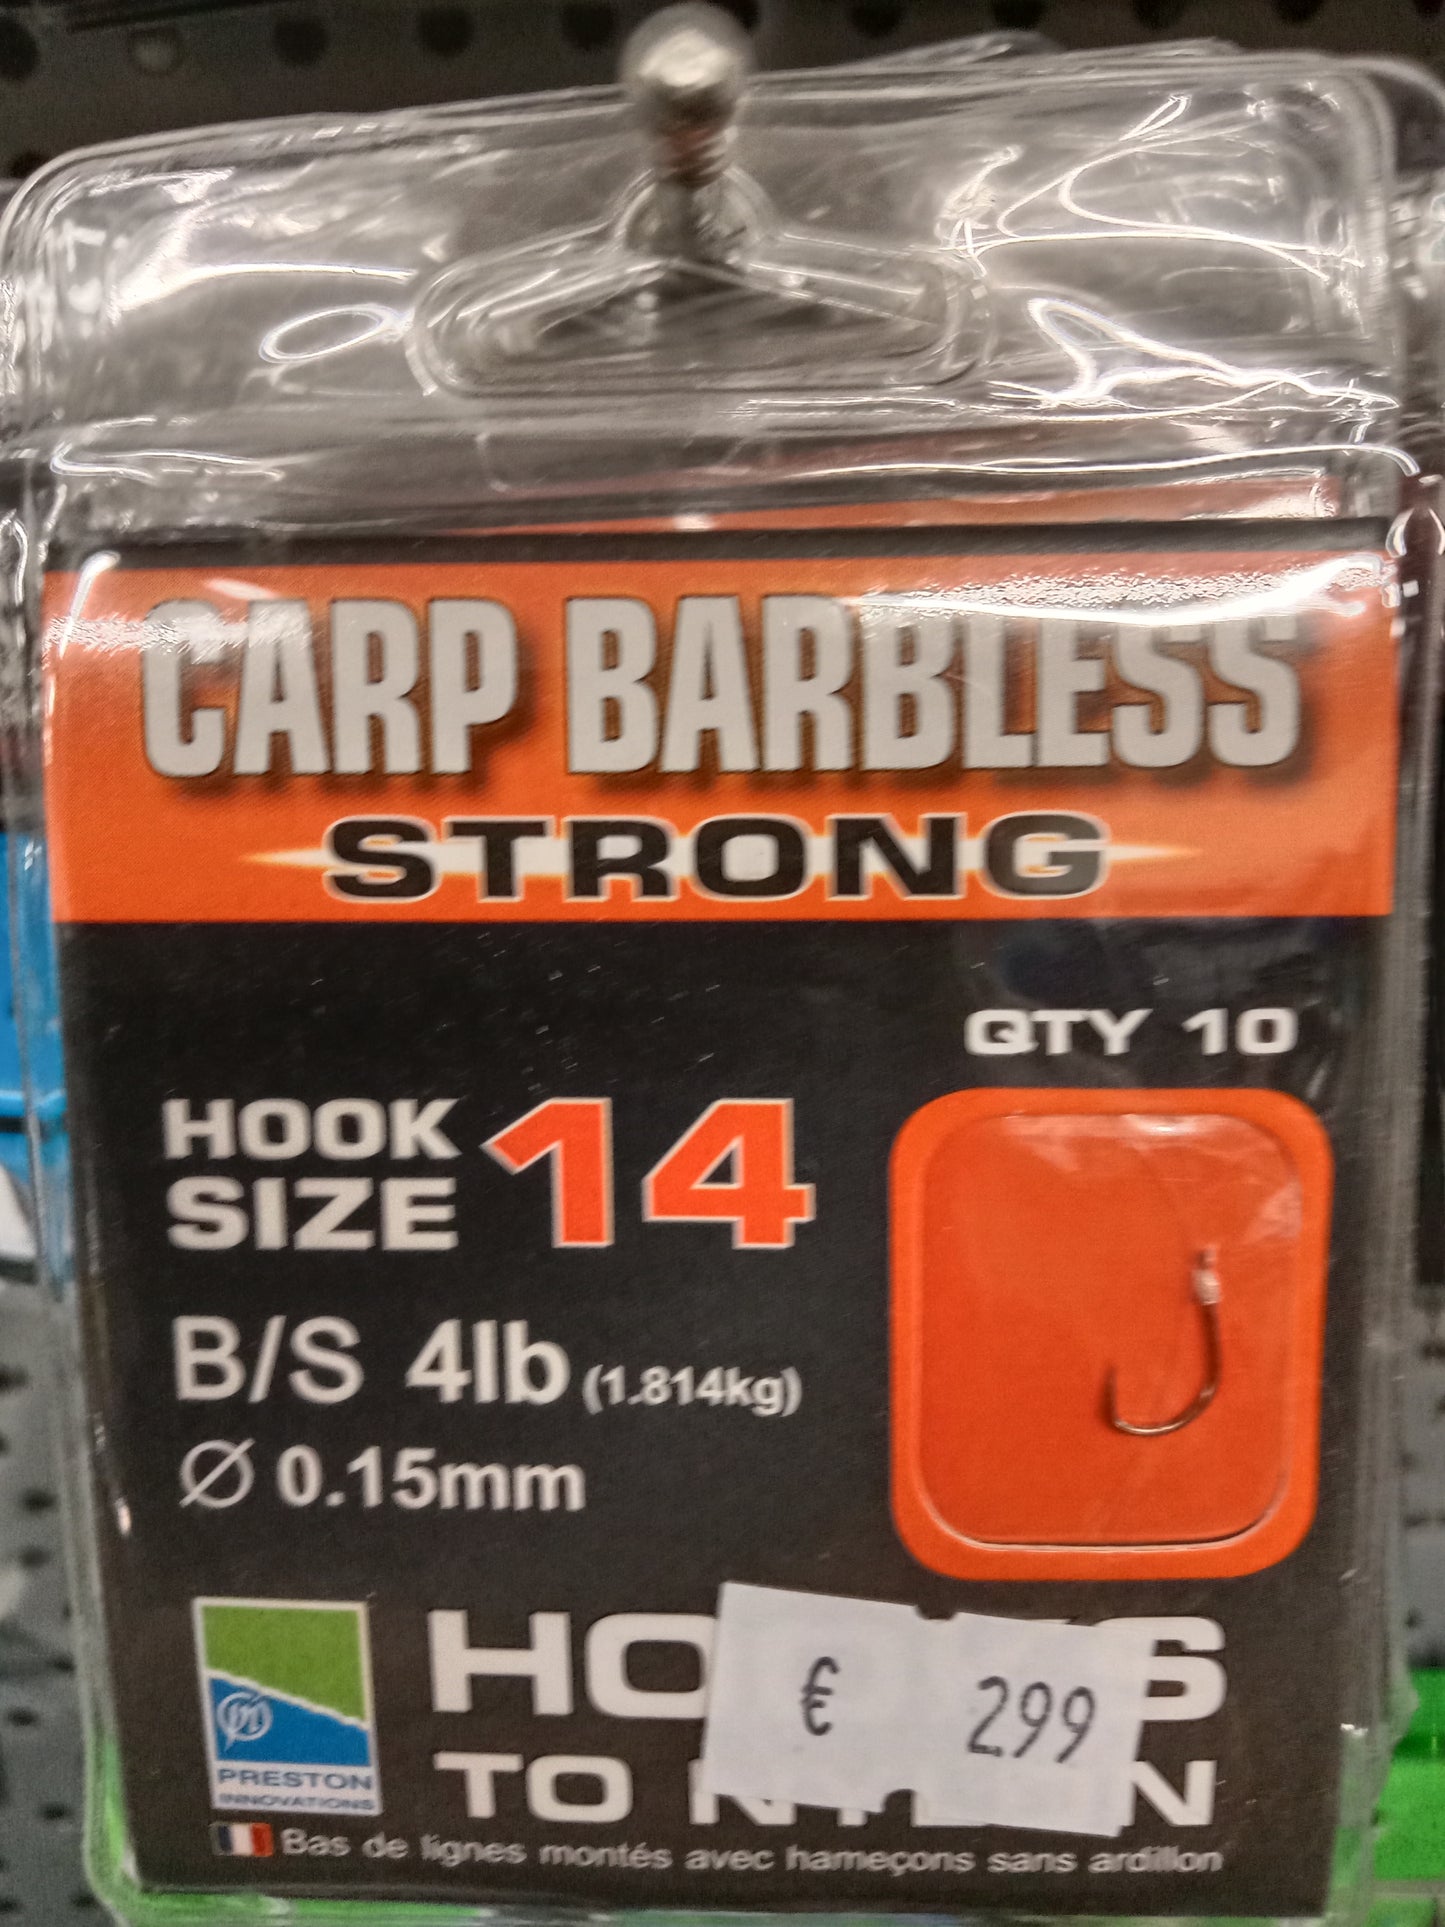 CARP BARBLESS
STRONG
QTY 10
HOOK
SIZE 14
B/S 4lb (1.814kg)
Ø 0.15mm
€ 299
TO
PRESTON
INNOVATIONS
Bas de lignes montés avec hameçons sans ardillon